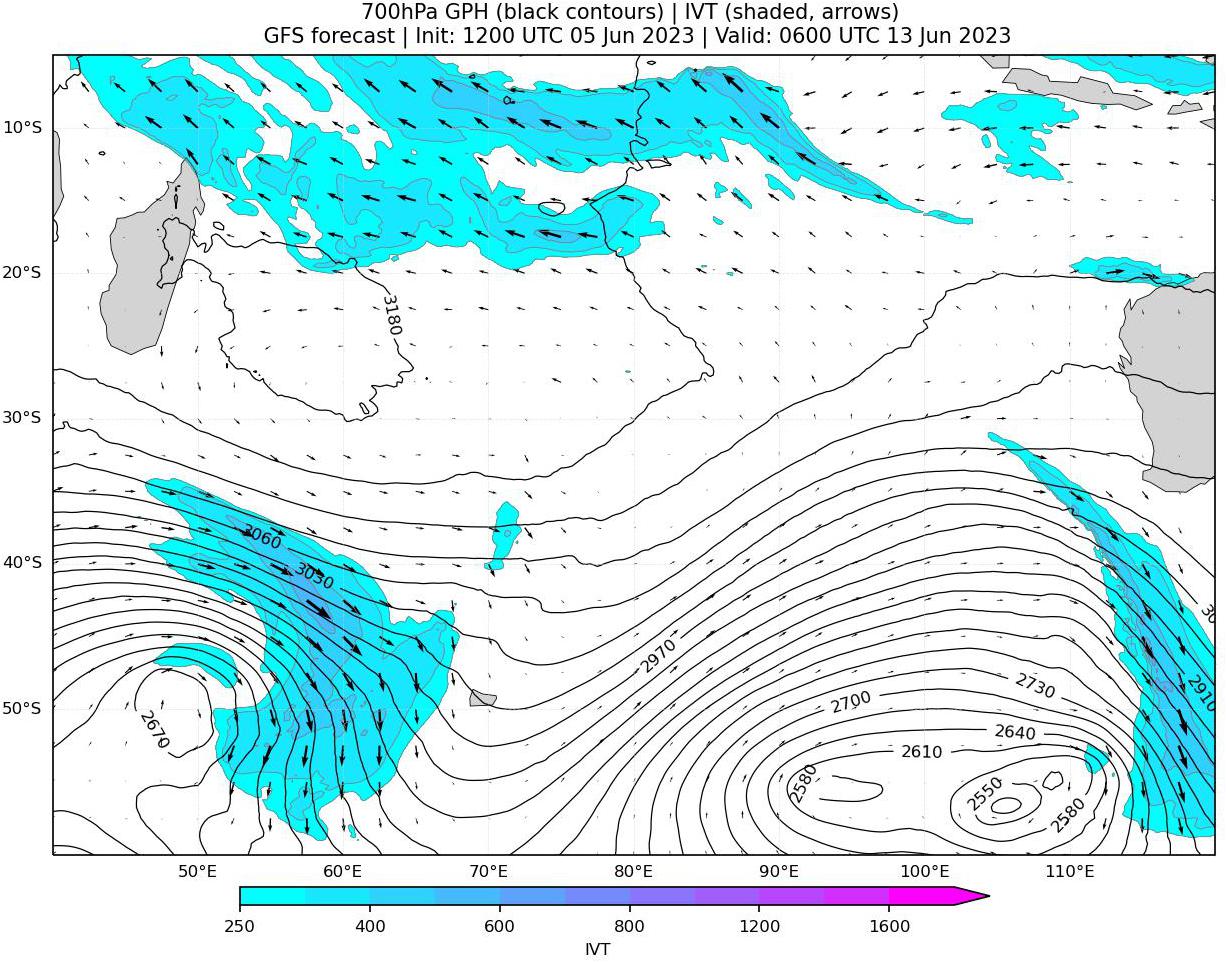 700hPa GPH (black contours) | IVT (shaded, arrows)
GFS forecast | Init: 1200 UTC 05 Jun 2023 | Valid: 0600 UTC 13 Jun 2023
10°S
20°S
3180
30°S
3060
3030
40°S
30
2970
2910
2730
2700
50°S
2670
2640
2610
2580
2550
2580
50°E 60°E 70°E 80°E 90°E 100°E 110°E
250 400 600 800 1200 1600
IVT